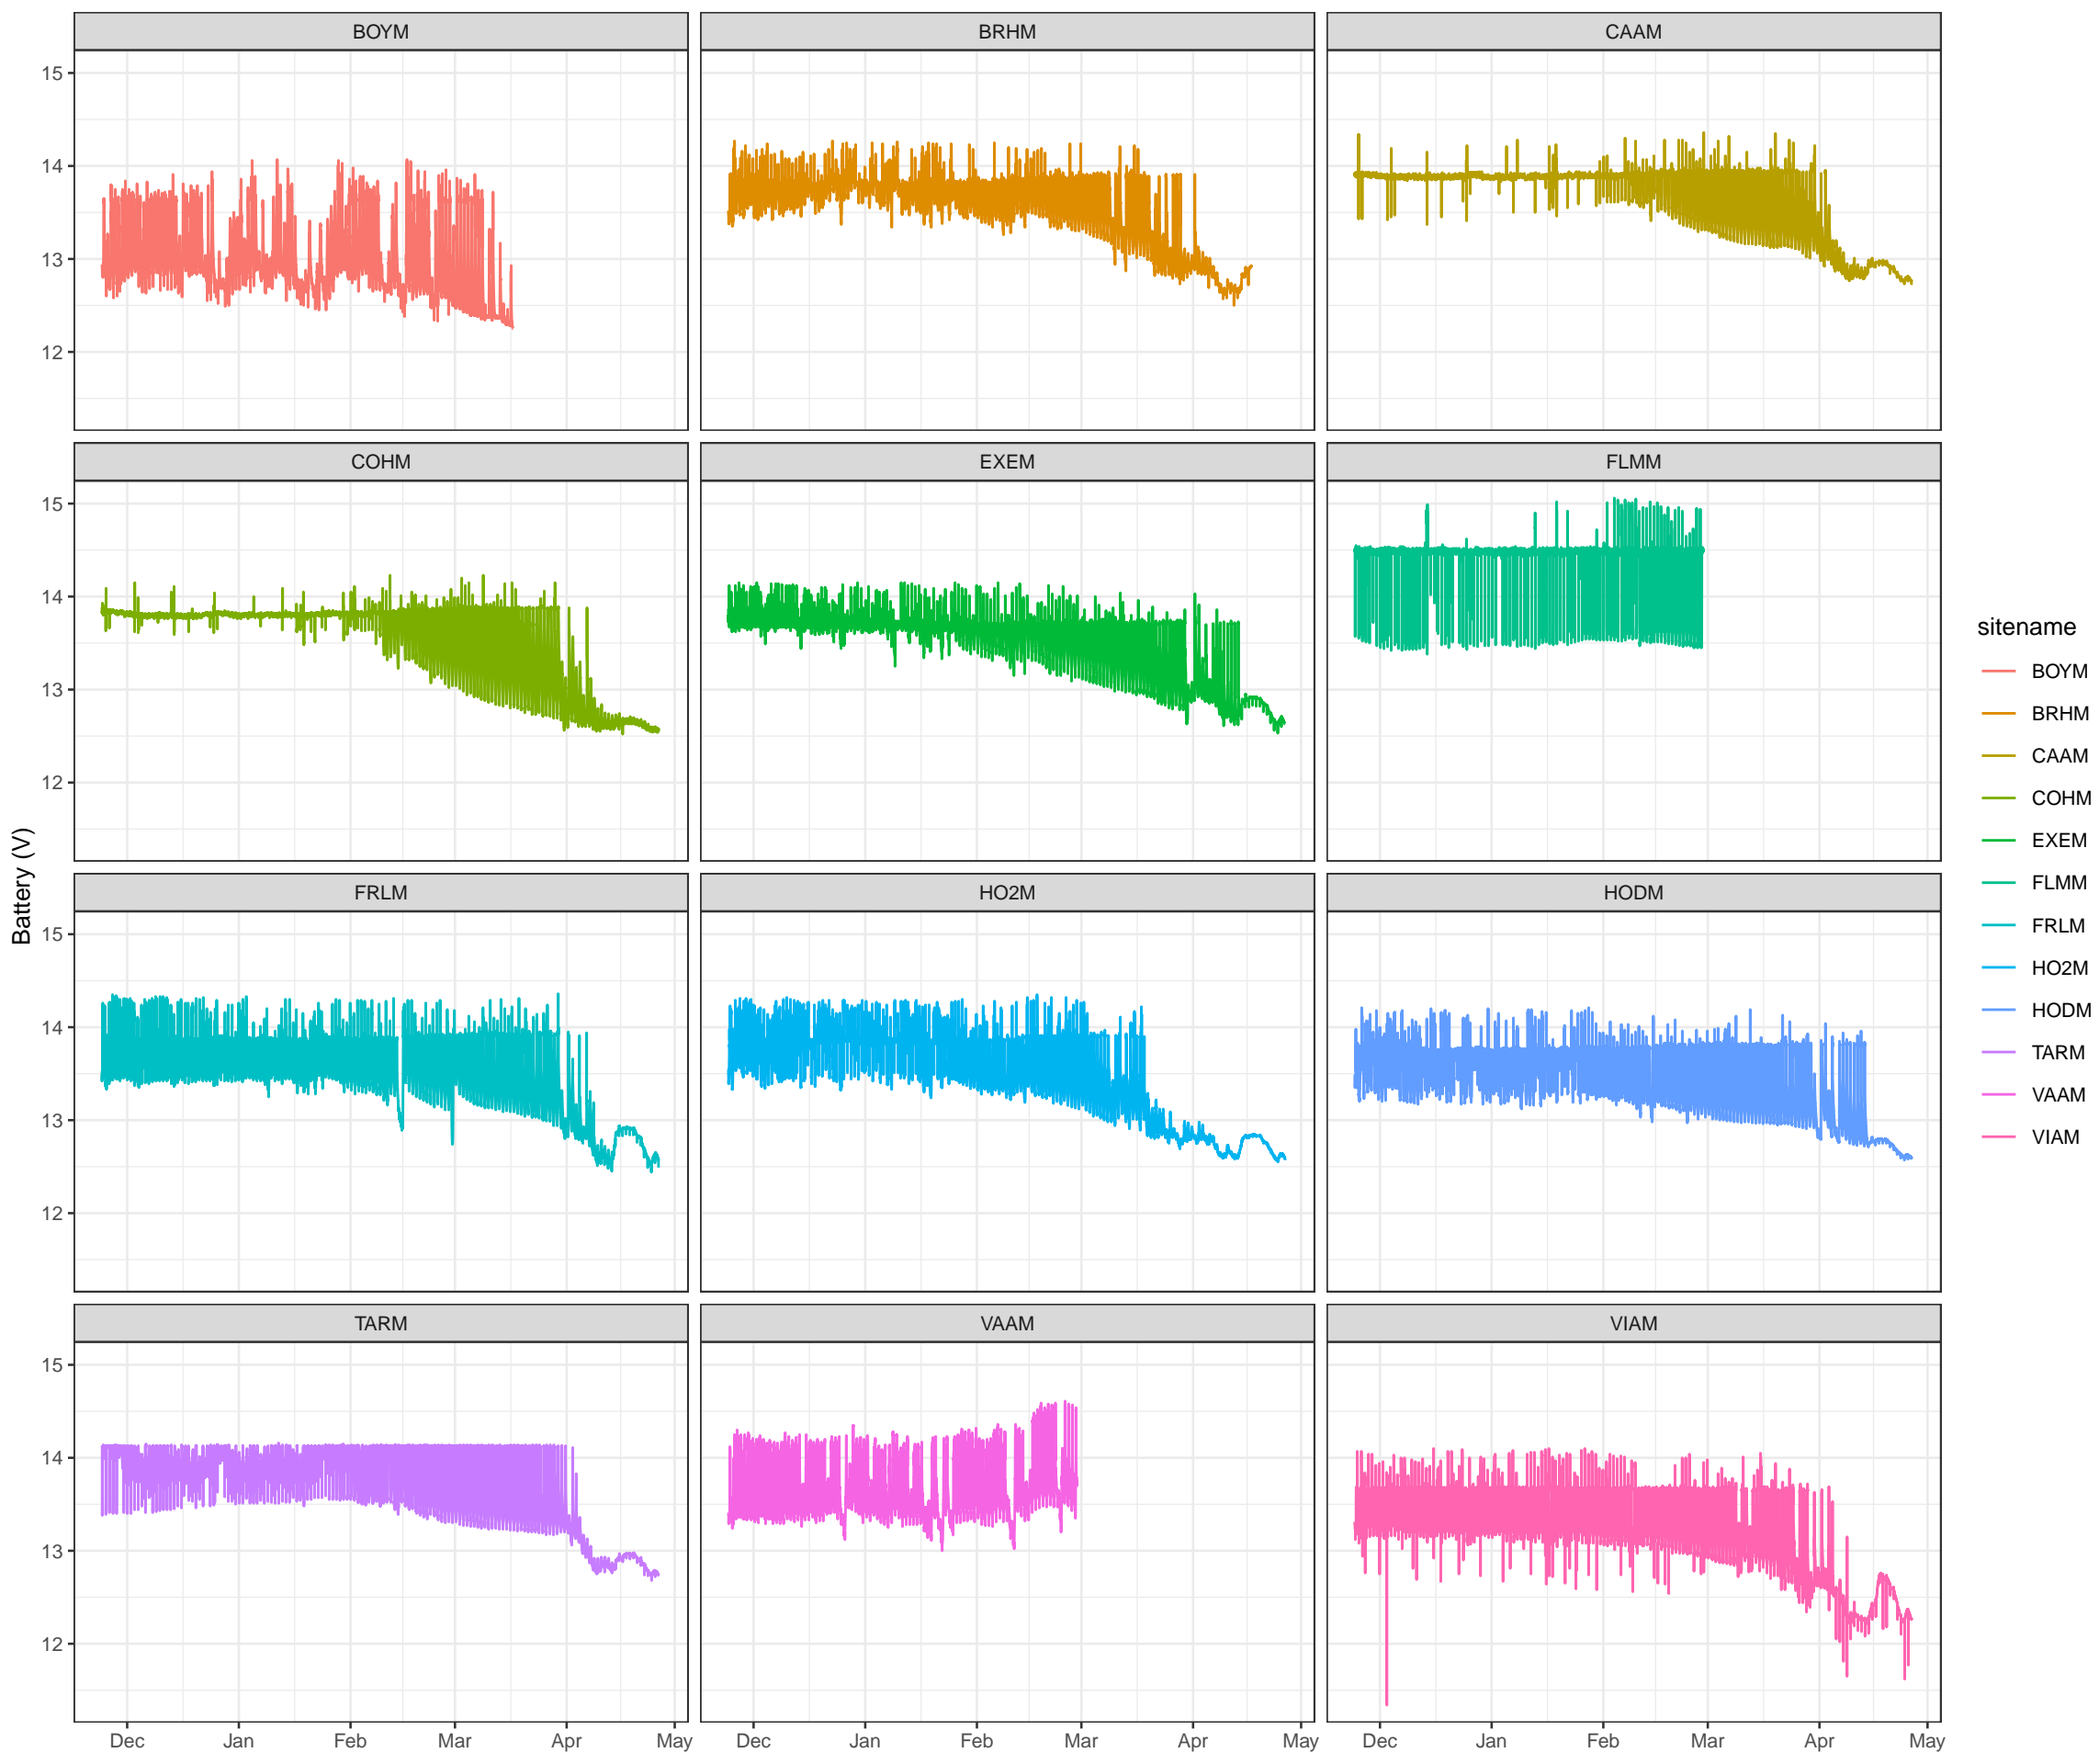 BOYM BRHM CAAM
15
14
13
12
COHM EXEM FLMM
15
14
13
12
FRLM HO2M HODM
15
14
13
12
TARM VAAM VIAM
15
14
13
12
Dec Jan Feb Mar Apr May Dec Jan Feb Mar Apr May Dec Jan Feb Mar Apr May
Battery (V)
sitename
BOYM
BRHM
CAAM
COHM
EXEM
FLMM
FRLM
HO2M
HODM
TARM
VAAM
VIAM